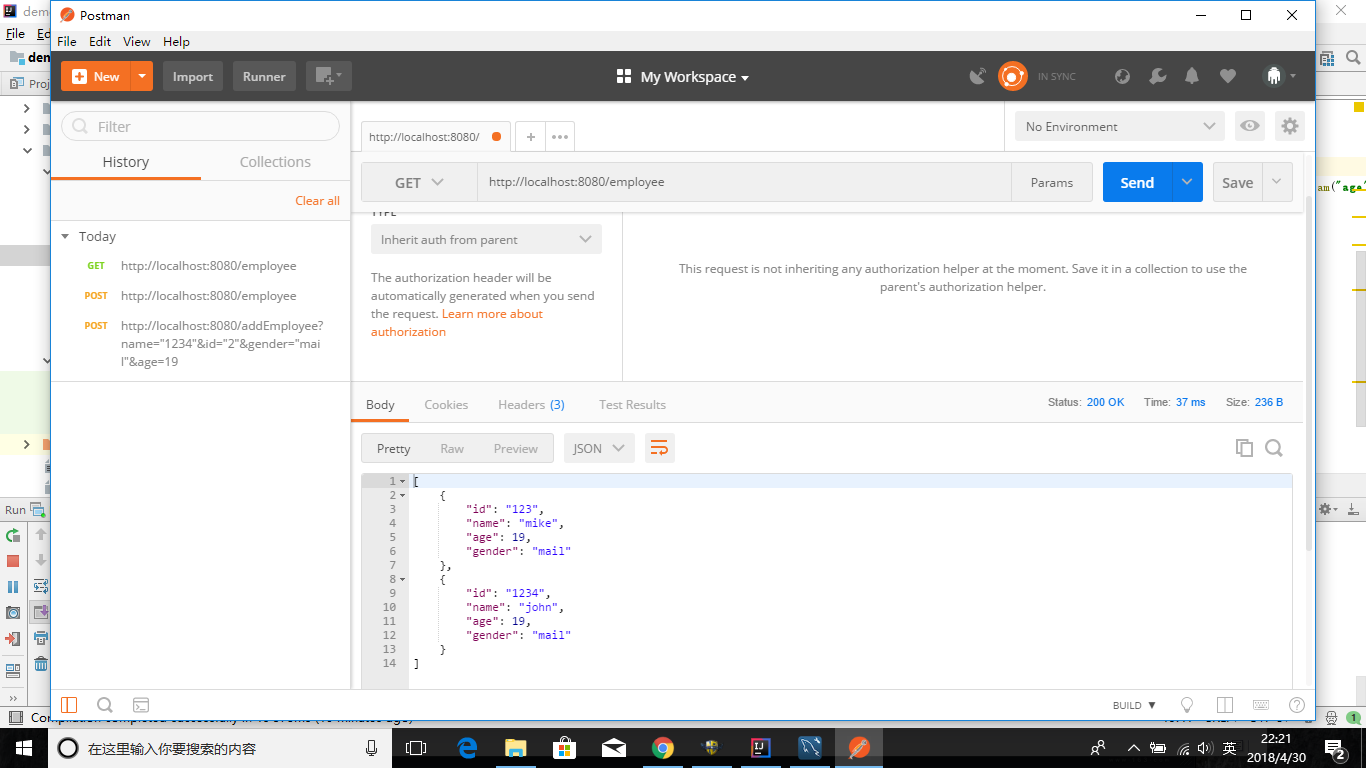 dem
Postman
File Ed
File Edit View Help
dem
New Import Runner My Workspace IN SYNC
Proj
Filter
http://localhost:8080/
No Environment
History Collections
GET http://localhost:8080/employee Params Send Save
am("age"
Clear all
TYPE
Today
Inherit auth from parent
GET http://localhost:8080/employee
POST http://localhost:8080/employee
POST http://localhost:8080/addEmployee?
name="1234"&id="2"&gender="mai
l"&age=19
The authorization header will be
automatically generated when you send
the request. Learn more about
authorization
This request is not inheriting any authorization helper at the moment. Save it in a collection to use the
parent's authorization helper.
Body Cookies Headers (3) Test Results Status: 200 OK Time: 37 ms Size: 236 B
Pretty Raw Preview JSON
1 [
2 {
3 "id": "123",
4 "name": "mike",
5 "age": 19,
6 "gender": "mail"
7 },
8 {
9 "id": "1234",
10 "name": "john",
11 "age": 19,
12 "gender": "mail"
13 }
14 ]
Run
BUILD
1
在这里输入你要搜索的内容
英
22:21
2018/4/30
2